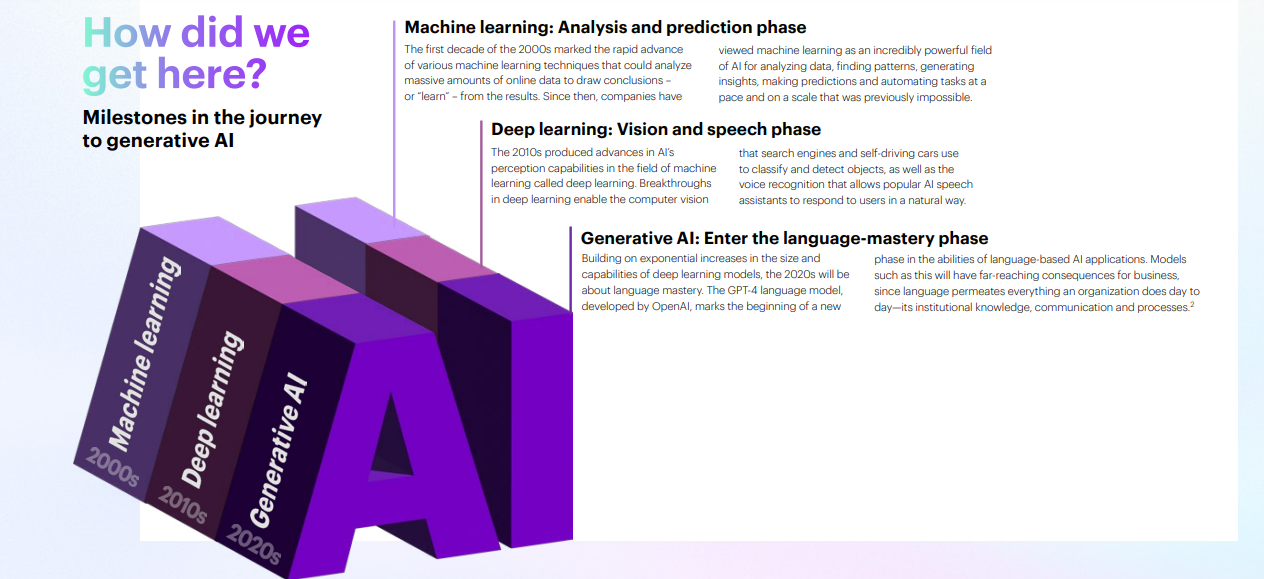 How did we
get here?
Milestones in the journey
to generative AI
Machine learning: Analysis and prediction phase
The first decade of the 2000s marked the rapid advance
of various machine learning techniques that could analyze
massive amounts of online data to draw conclusions –
or “learn” – from the results. Since then, companies have
viewed machine learning as an incredibly powerful field
of AI for analyzing data, finding patterns, generating
insights, making predictions and automating tasks at a
pace and on a scale that was previously impossible.
Deep learning: Vision and speech phase
The 2010s produced advances in AI’s
perception capabilities in the field of machine
learning called deep learning. Breakthroughs
in deep learning enable the computer vision
that search engines and self-driving cars use
to classify and detect objects, as well as the
voice recognition that allows popular AI speech
assistants to respond to users in a natural way.
Generative AI: Enter the language-mastery phase
Building on exponential increases in the size and
capabilities of deep learning models, the 2020s will be
about language mastery. The GPT-4 language model,
developed by OpenAI, marks the beginning of a new
phase in the abilities of language-based AI applications. Models
such as this will have far-reaching consequences for business,
since language permeates everything an organization does day to
day—its institutional knowledge, communication and processes.2
Machine learning
2000s
Deep learning
2010s
Generative AI
2020s
AI